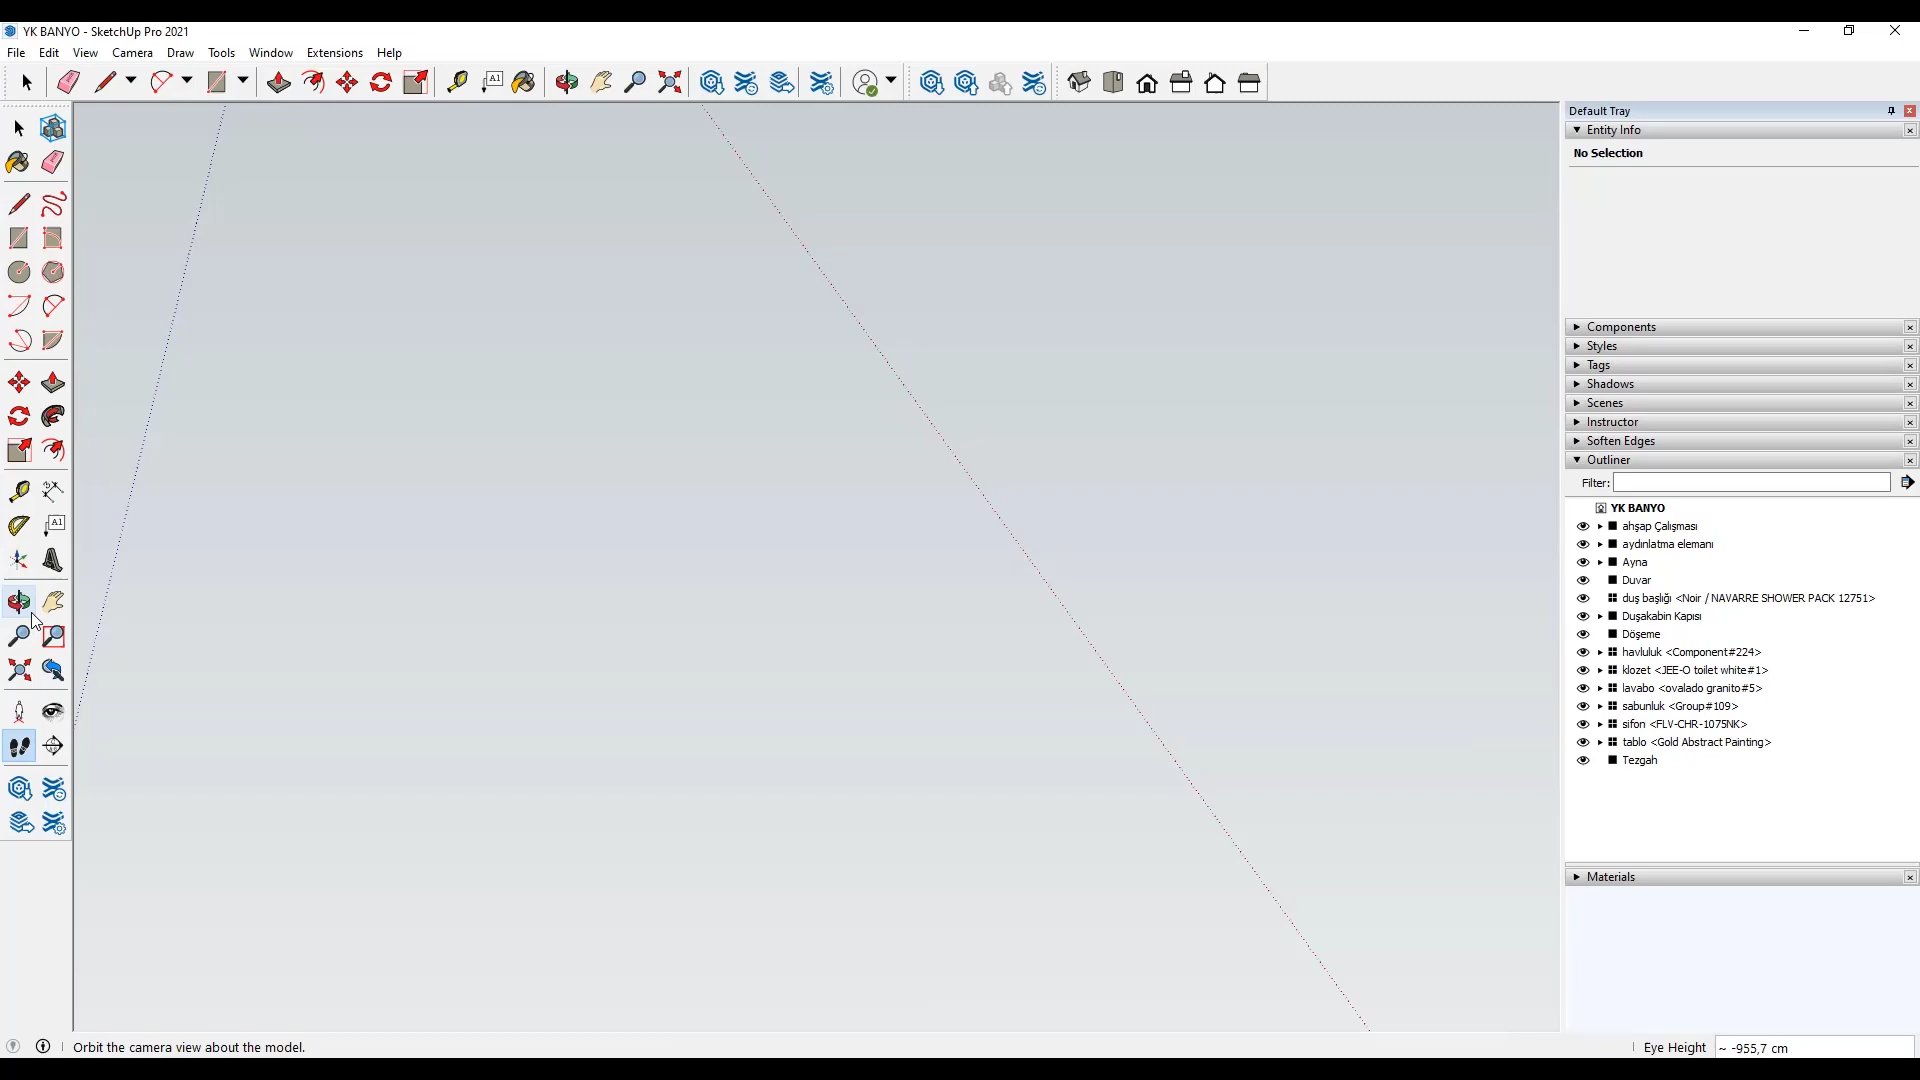 YK BANYO - SketchUp Pro 2021
File Edit View Camera Draw Tools Window Extensions Help
A1
Default Tray
Entity Info
No Selection
A1
Components
Styles
Tags
Shadows
Scenes
Instructor
Soften Edges
Outliner
Filter:
YK BANYO
ahşap Çalışması
aydınlatma elemanı
Ayna
Duvar
duş başlığı <Noir / NAVARRE SHOWER PACK 12751>
Duşakabin Kapısı
Döşeme
havluluk <Component#224>
klozet <JEE-O toilet white#1>
lavabo <ovalado granito#5>
sabunluk <Group#109>
sifon <FLV-CHR-1075NK>
tablo <Gold Abstract Painting>
Tezgah
Materials
Orbit the camera view about the model.
Eye Height ~ -955,7 cm